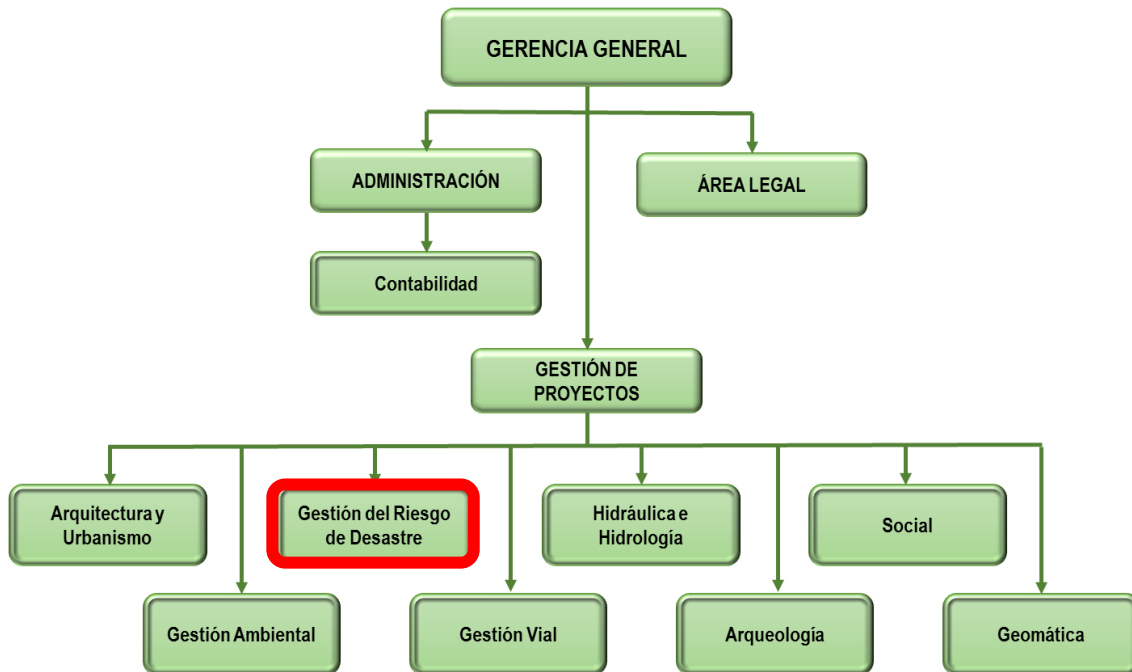 GERENCIA GENERAL
ADMINISTRACIÓN
ÁREA LEGAL
Contabilidad
GESTIÓN DE
PROYECTOS
Arquitectura y
Urbanismo
Gestión del Riesgo
de Desastre
Hidráulica e
Hidrología
Social
Gestión Ambiental
Gestión Vial
Arqueología
Geomática